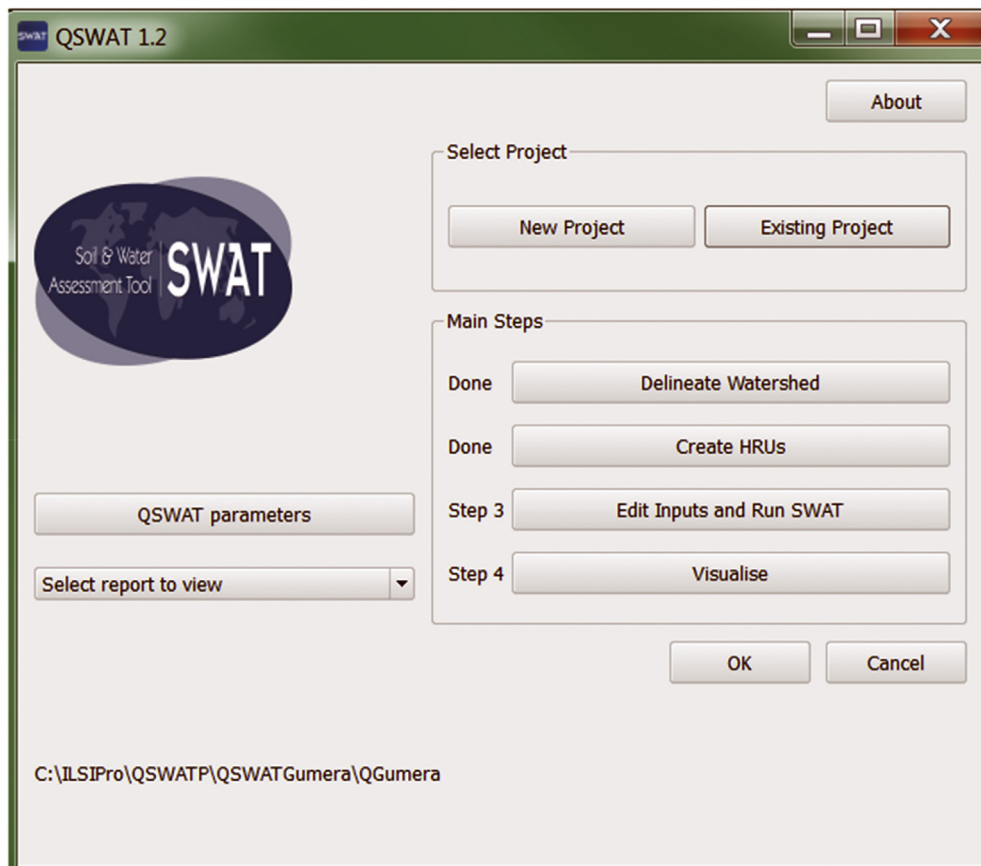 SWAT QSWAT 1.2
About
Select Project
New Project Existing Project
Soil & Water
Assessment Tool SWAT
Main Steps
Done Delineate Watershed
Done Create HRUs
QSWAT parameters
Step 3 Edit Inputs and Run SWAT
Select report to view
Step 4 Visualise
OK Cancel
C:\ILSIPro\QSWATP\QSWATGumera\QGumera